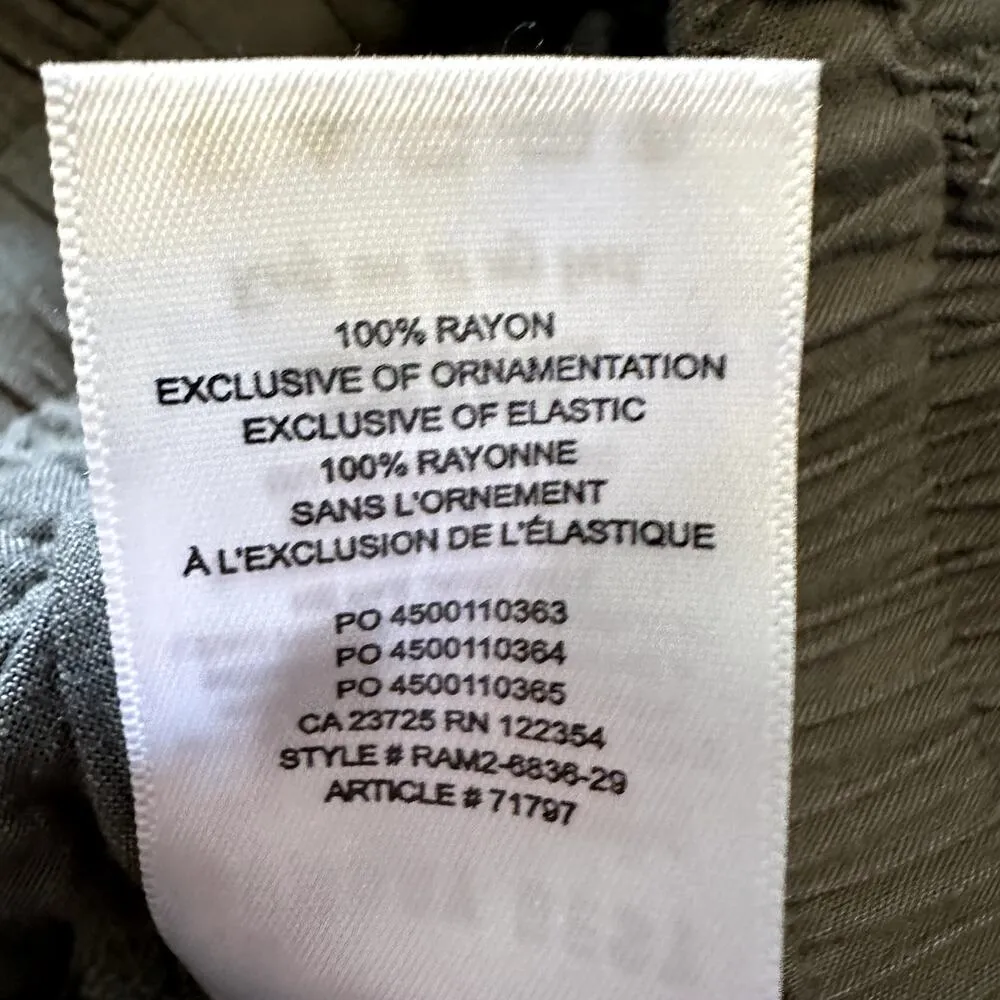 100% RAYON
EXCLUSIVE OF ORNAMENTATION
EXCLUSIVE OF ELASTIC
100% RAYONNE
SANS L'ORNEMENT
À L'EXCLUSION DE L'ÉLASTIQUE
PO 4500110363
PO 4500110364
PO 4500110365
CA 23725 RN 122354
STYLE # RAM2-6836-29
ARTICLE # 71797